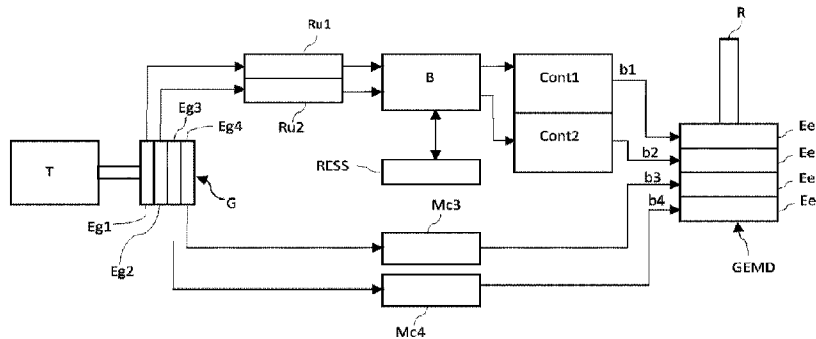 R
Ru1
B
Cont1
b1
Ee
Eg3
Eg4
Ru2
Cont2
b2
Ee
T
RESS
b3
Ee
G
Mc3
b4
Ee
Eg1
Eg2
GEMD
Mc4